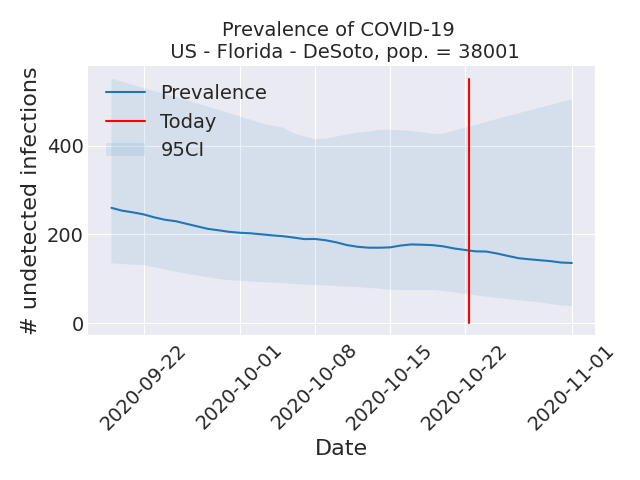 Prevalence of COVID-19
US - Florida - DeSoto, pop. = 38001
# undetected infections
400
200
0
Prevalence
Today
95CI
2020-09-22
2020-10-01
2020-10-08
2020-10-15
2020-10-22
2020-11-01
Date